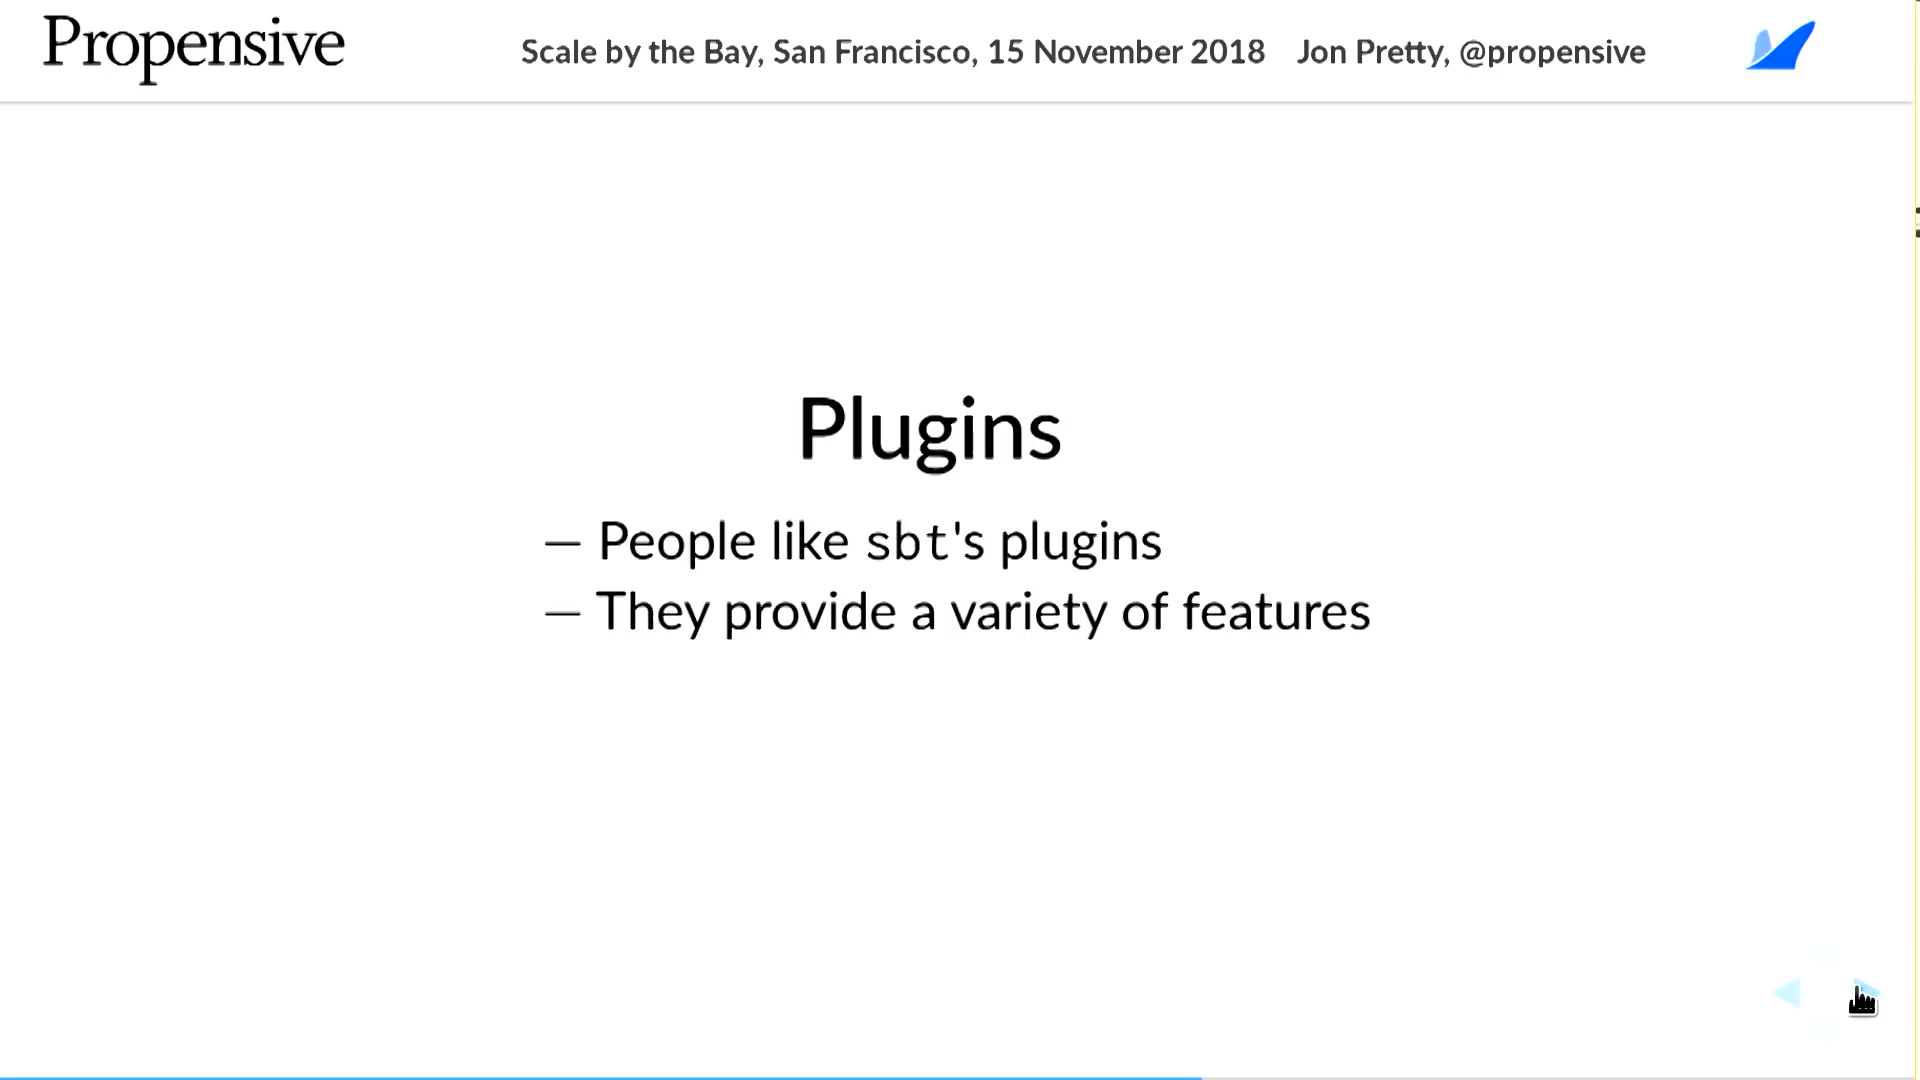 Propensive
Scale by the Bay, San Francisco, 15 November 2018 Jon Pretty, @propensive
Plugins
— People like sbt's plugins
— They provide a variety of features